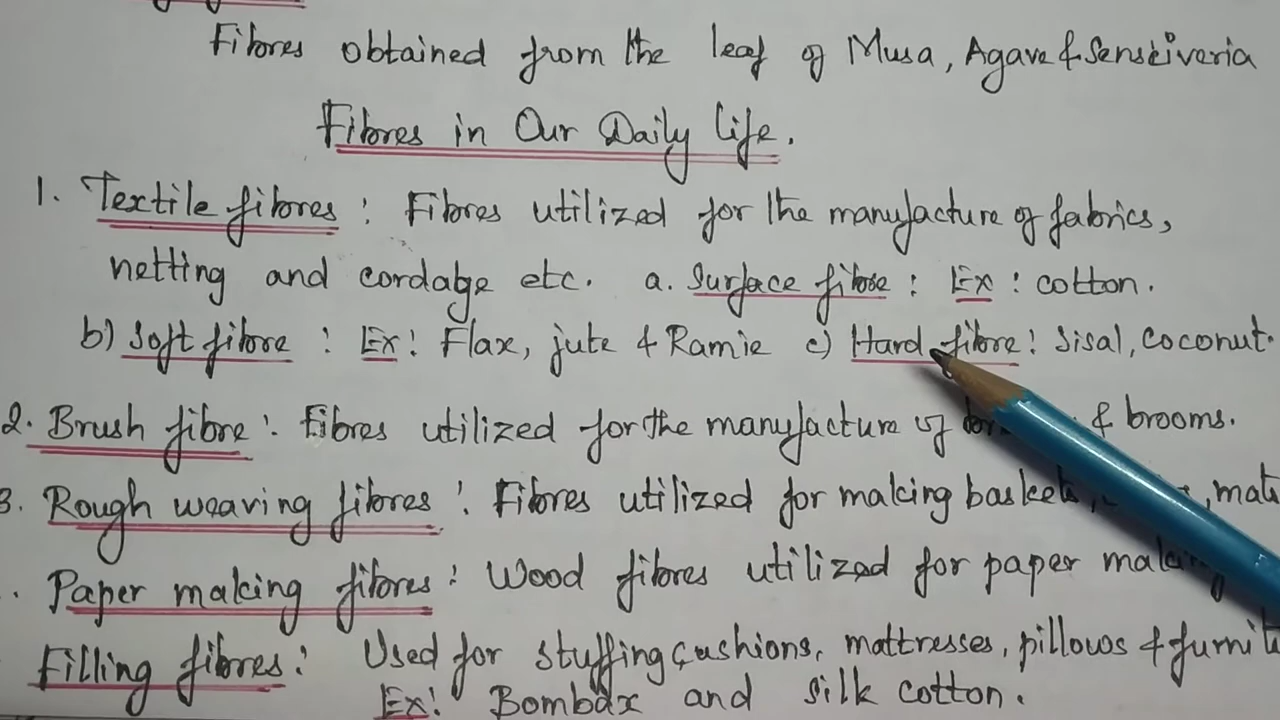 Fibres obtained from the leaf of Musa, Agave & Senseiveria
Fibres in Our Daily life.
1. Textile fibres : Fibres utilized for the manufacture of fabrics,
netting and cordage etc. a. Surface fibre : Ex : cotton.
b) Soft fibre : Ex : Flax, jute & Ramie c) Hard fibre : Sisal, Coconut.
2. Brush fibre : Fibres utilized for the manufacture of & brooms.
3. Rough weaving fibres : Fibres utilized for making baskets, , mats
. Paper making fibres : Wood fibres utilized for paper making
Filling fibres : Used for stuffing cushions, mattresses, pillows &
Ex : Bombax and silk cotton.